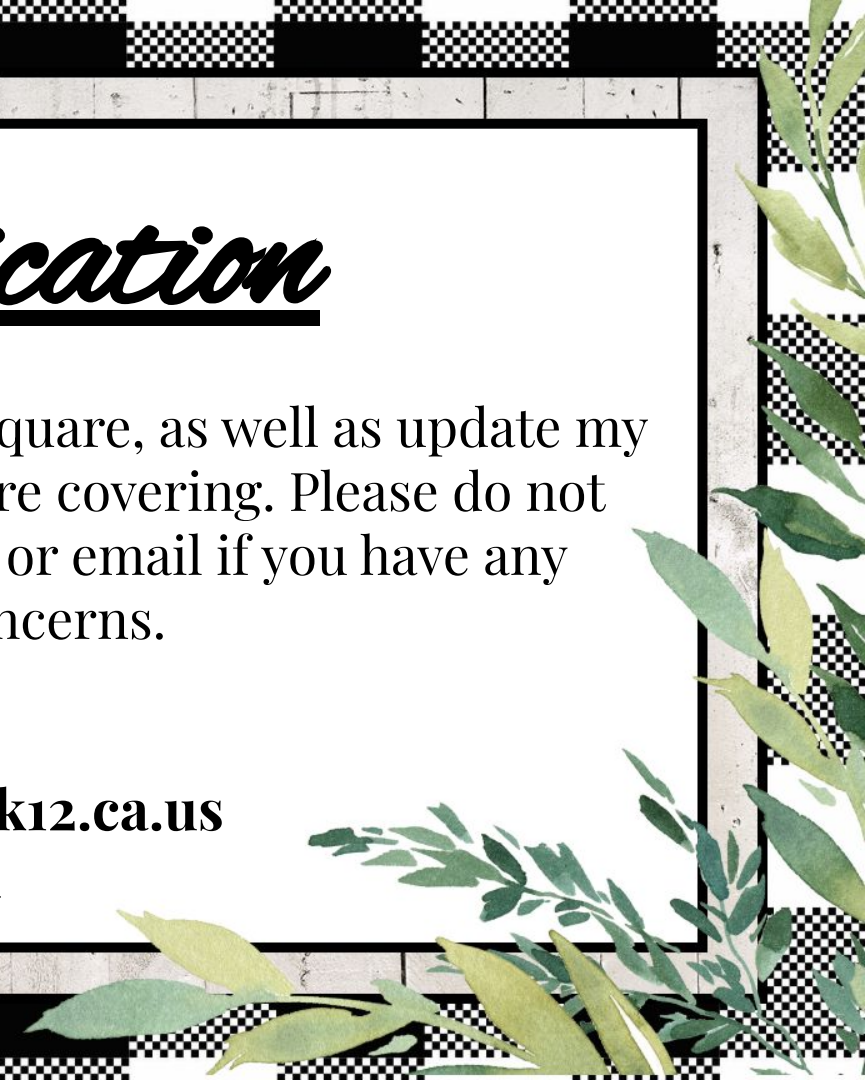 ication
quare, as well as update my
re covering. Please do not
or email if you have any
ncerns.
k12.ca.us